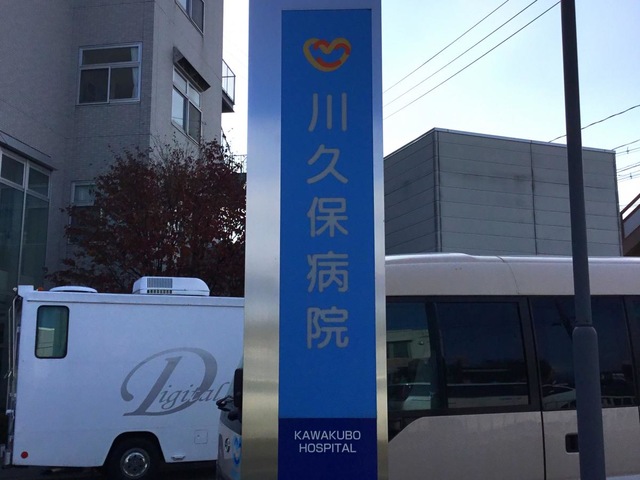 川久保病院
KAWAKUBO
HOSPITAL
Digital